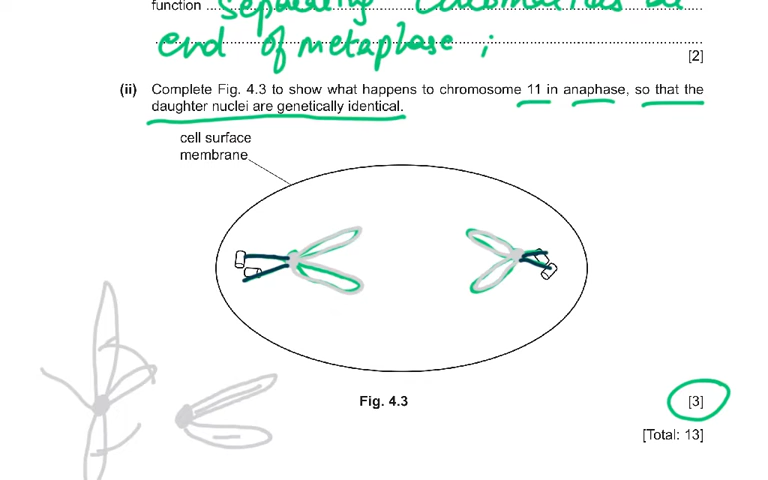 function
end of metaphase ;
[2]
(ii) Complete Fig. 4.3 to show what happens to chromosome 11 in anaphase, so that the
daughter nuclei are genetically identical.
cell surface
membrane
Fig. 4.3
[3]
[Total: 13]